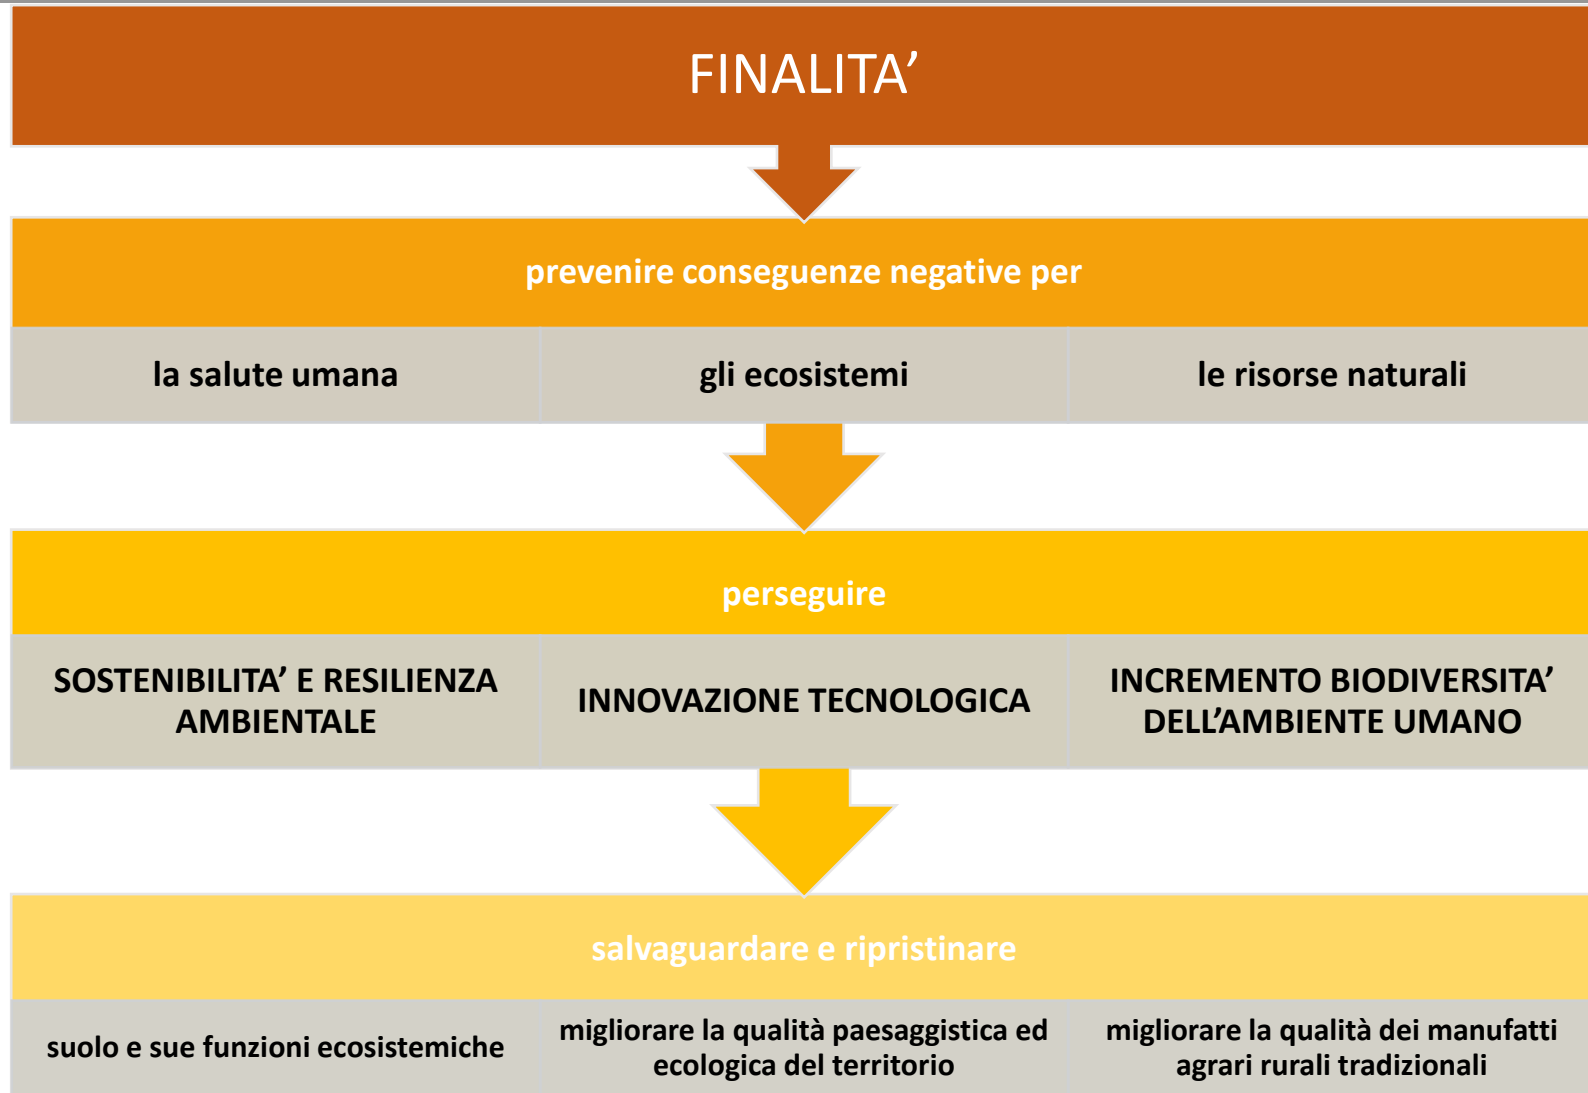 FINALITA’
prevenire conseguenze negative per
la salute umana
gli ecosistemi
le risorse naturali
perseguire
SOSTENIBILITA’ E RESILIENZA
AMBIENTALE
INNOVAZIONE TECNOLOGICA
INCREMENTO BIODIVERSITA’
DELL’AMBIENTE UMANO
salvaguardare e ripristinare
suolo e sue funzioni ecosistemiche
migliorare la qualità paesaggistica ed
ecologica del territorio
migliorare la qualità dei manufatti
agrari rurali tradizionali